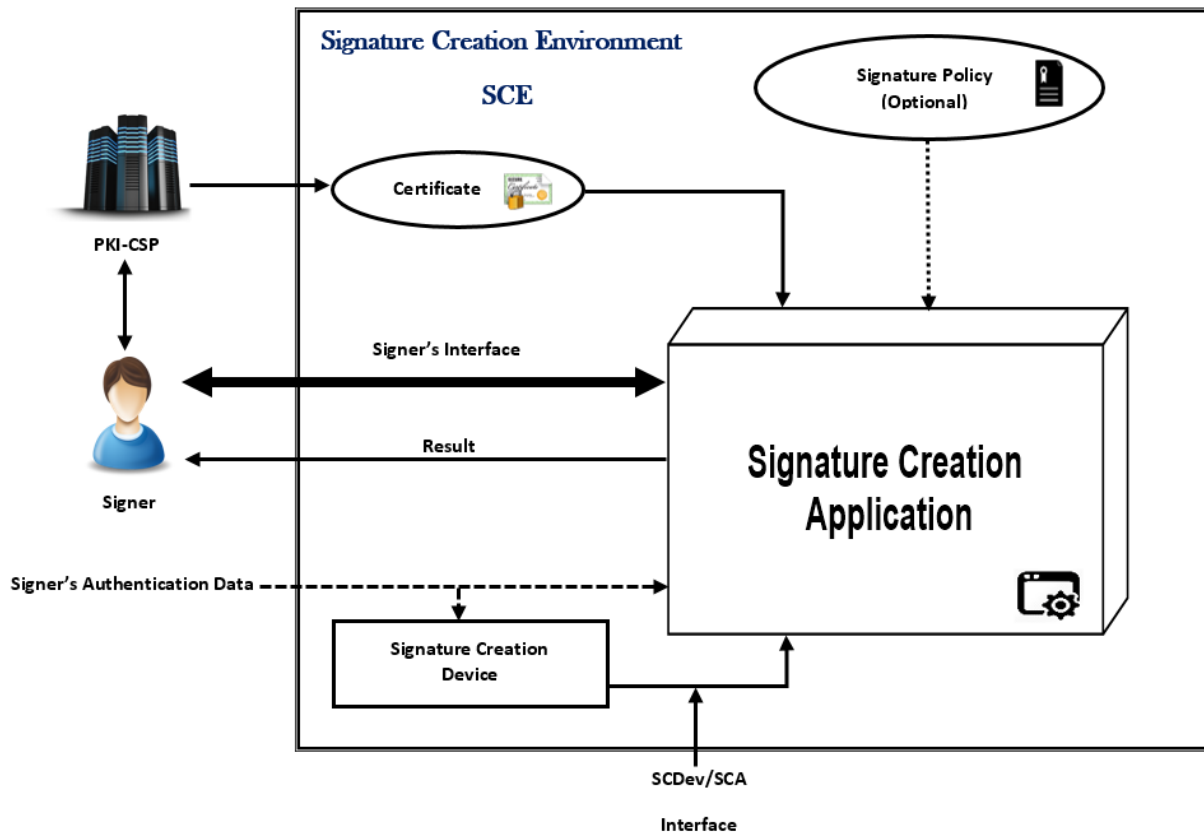 Signature Creation Environment
SCE
Signature Policy
(Optional)
Certificate
PKI-CSP
Signer’s Interface
Result
Signature Creation
Application
Signer
Signer’s Authentication Data
Signature Creation
Device
SCDev/SCA
Interface